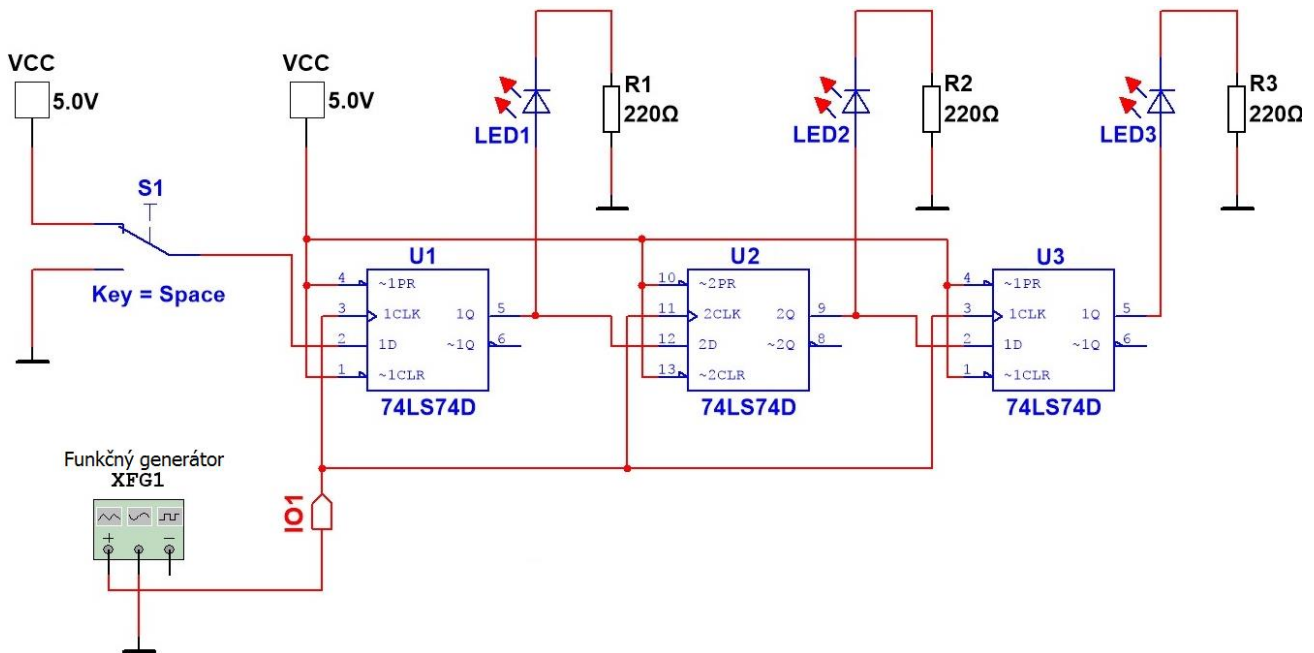 VCC
5.0V
VCC
5.0V
LED1
R1
220Ω
LED2
R2
220Ω
LED3
R3
220Ω
S1
Key = Space
U1
4 ~1PR
3 1CLK 1Q 5
2 1D ~1Q 6
1 ~1CLR
74LS74D
U2
10 ~2PR
11 2CLK 2Q 9
12 2D ~2Q 8
13 ~2CLR
74LS74D
U3
4 ~1PR
3 1CLK 1Q 5
2 1D ~1Q 6
1 ~1CLR
74LS74D
Funkčný generátor
XFG1
+ −
IO1